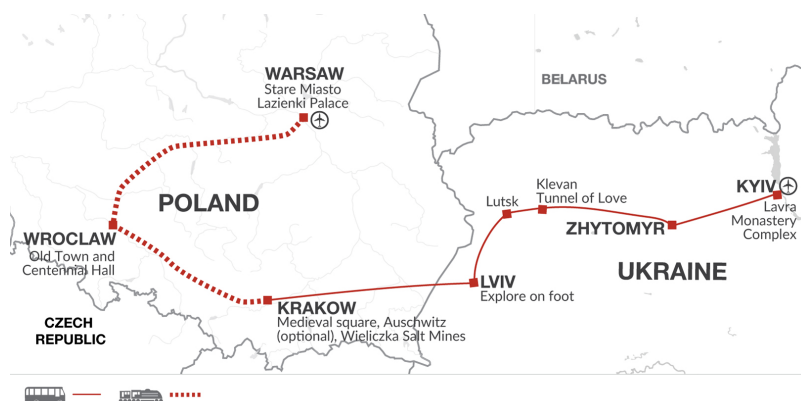 WARSAW
Stare Miasto
Lazienki Palace
BELARUS
POLAND
Klevan
Tunnel of Love
Lutsk
KYIV
Lavra
Monastery
Complex
ZHYTOMYR
WROCLAW
Old Town and
Centennial Hall
UKRAINE
LVIV
Explore on foot
KRAKOW
Medieval square, Auschwitz
(optional), Wieliczka Salt Mines
CZECH
REPUBLIC